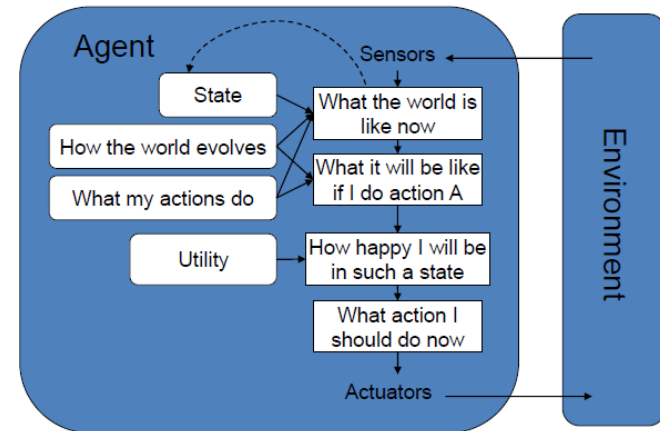 Agent
Sensors
State
What the world is
like now
How the world evolves
What it will be like
if I do action A
What my actions do
Utility
How happy I will be
in such a state
What action I
should do now
Actuators
Environment